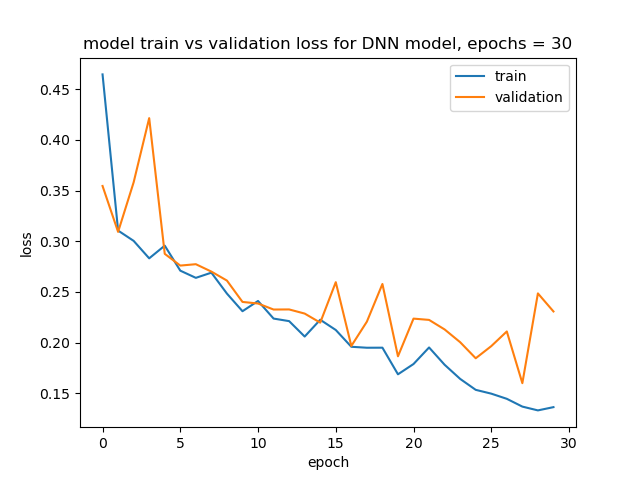 model train vs validation loss for DNN model, epochs = 30
train
validation
0.45
0.40
0.35
0.30
0.25
0.20
0.15
loss
0 5 10 15 20 25 30
epoch